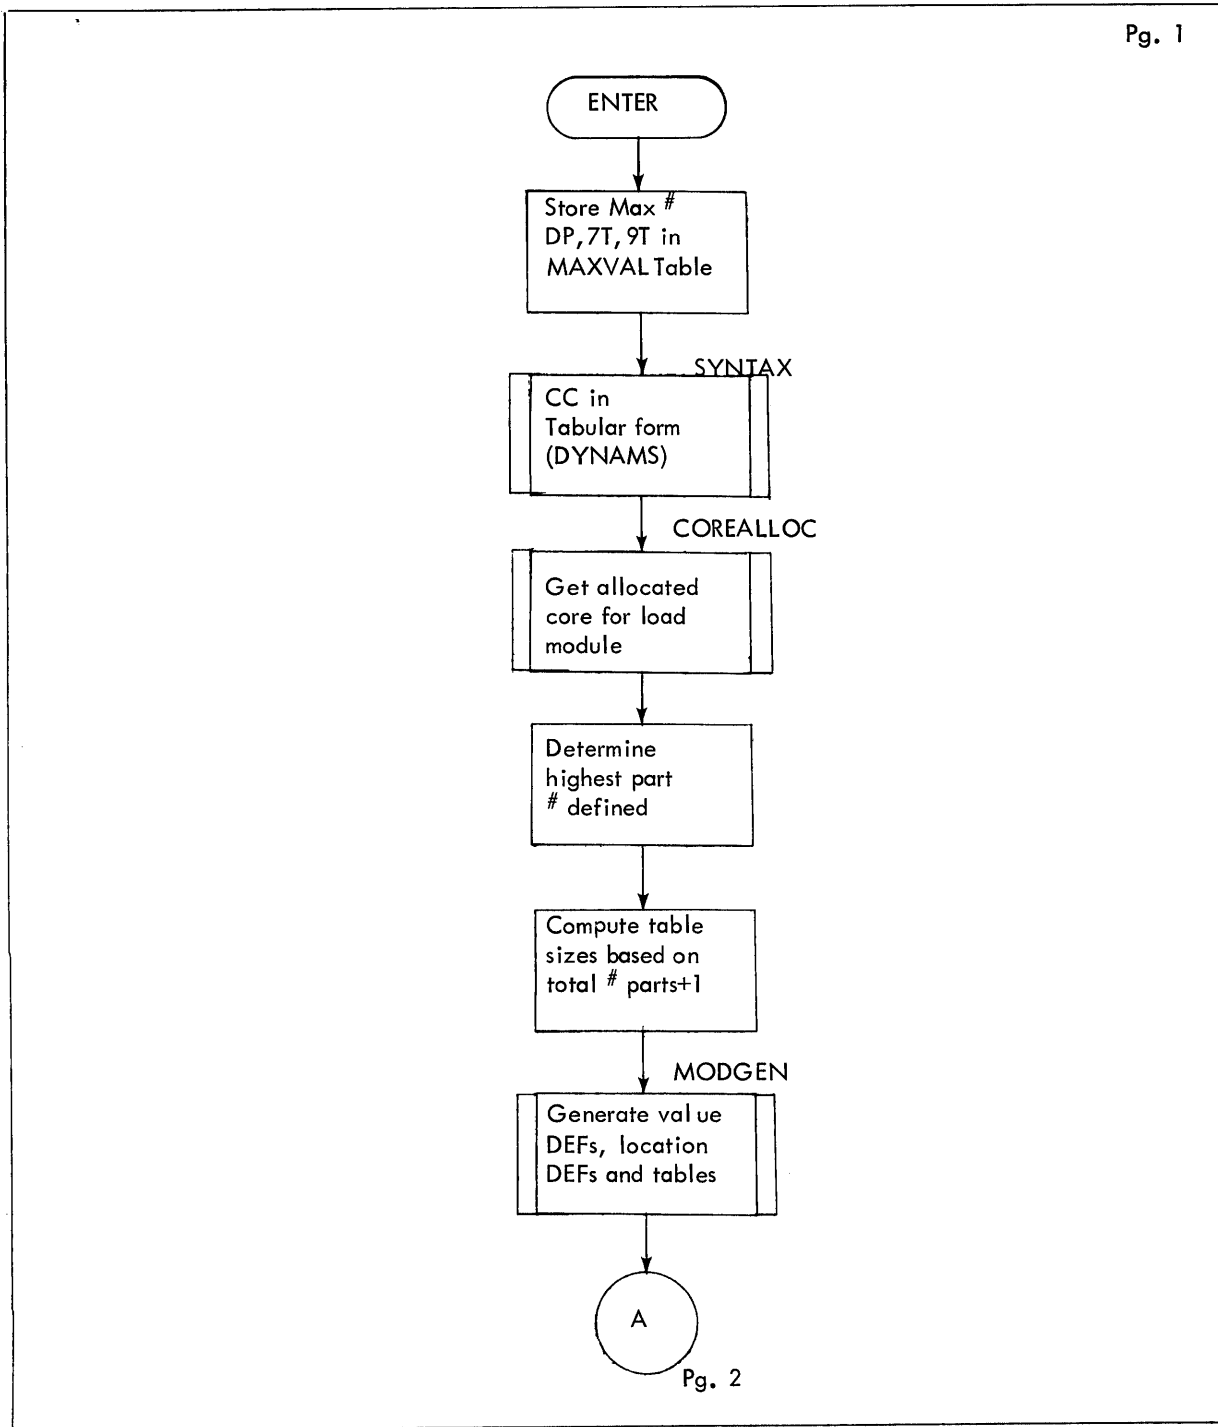 Pg. 1
ENTER
Store Max #
DP, 7T, 9T in
MAXVAL Table
SYNTAX
CC in
Tabular form
(DYNAMS)
COREALLOC
Get allocated
core for load
module
Determine
highest part
# defined
Compute table
sizes based on
total # parts+1
MODGEN
Generate value
DEFs, location
DEFs and tables
A
Pg. 2